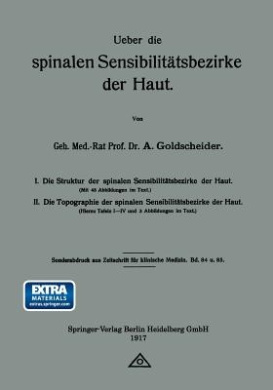 Ueber die
spinalen Sensibilitätsbezirke
der Haut.
Von
Geh. Med.-Rat Prof. Dr. A. Goldscheider.
I. Die Struktur der spinalen Sensibilitätsbezirke der Haut.
(Mit 48 Abbildungen im Text.)
II. Die Topographie der spinalen Sensibilitätsbezirke der Haut.
(Hierzu Tafeln I—IV und 3 Abbildungen im Text.)
Sonderabdruck aus Zeitschrift für klinische Medizin. Bd. 84 u. 85.
EXTRA
MATERIALS
extras.springer.com
Springer-Verlag Berlin Heidelberg GmbH
1917